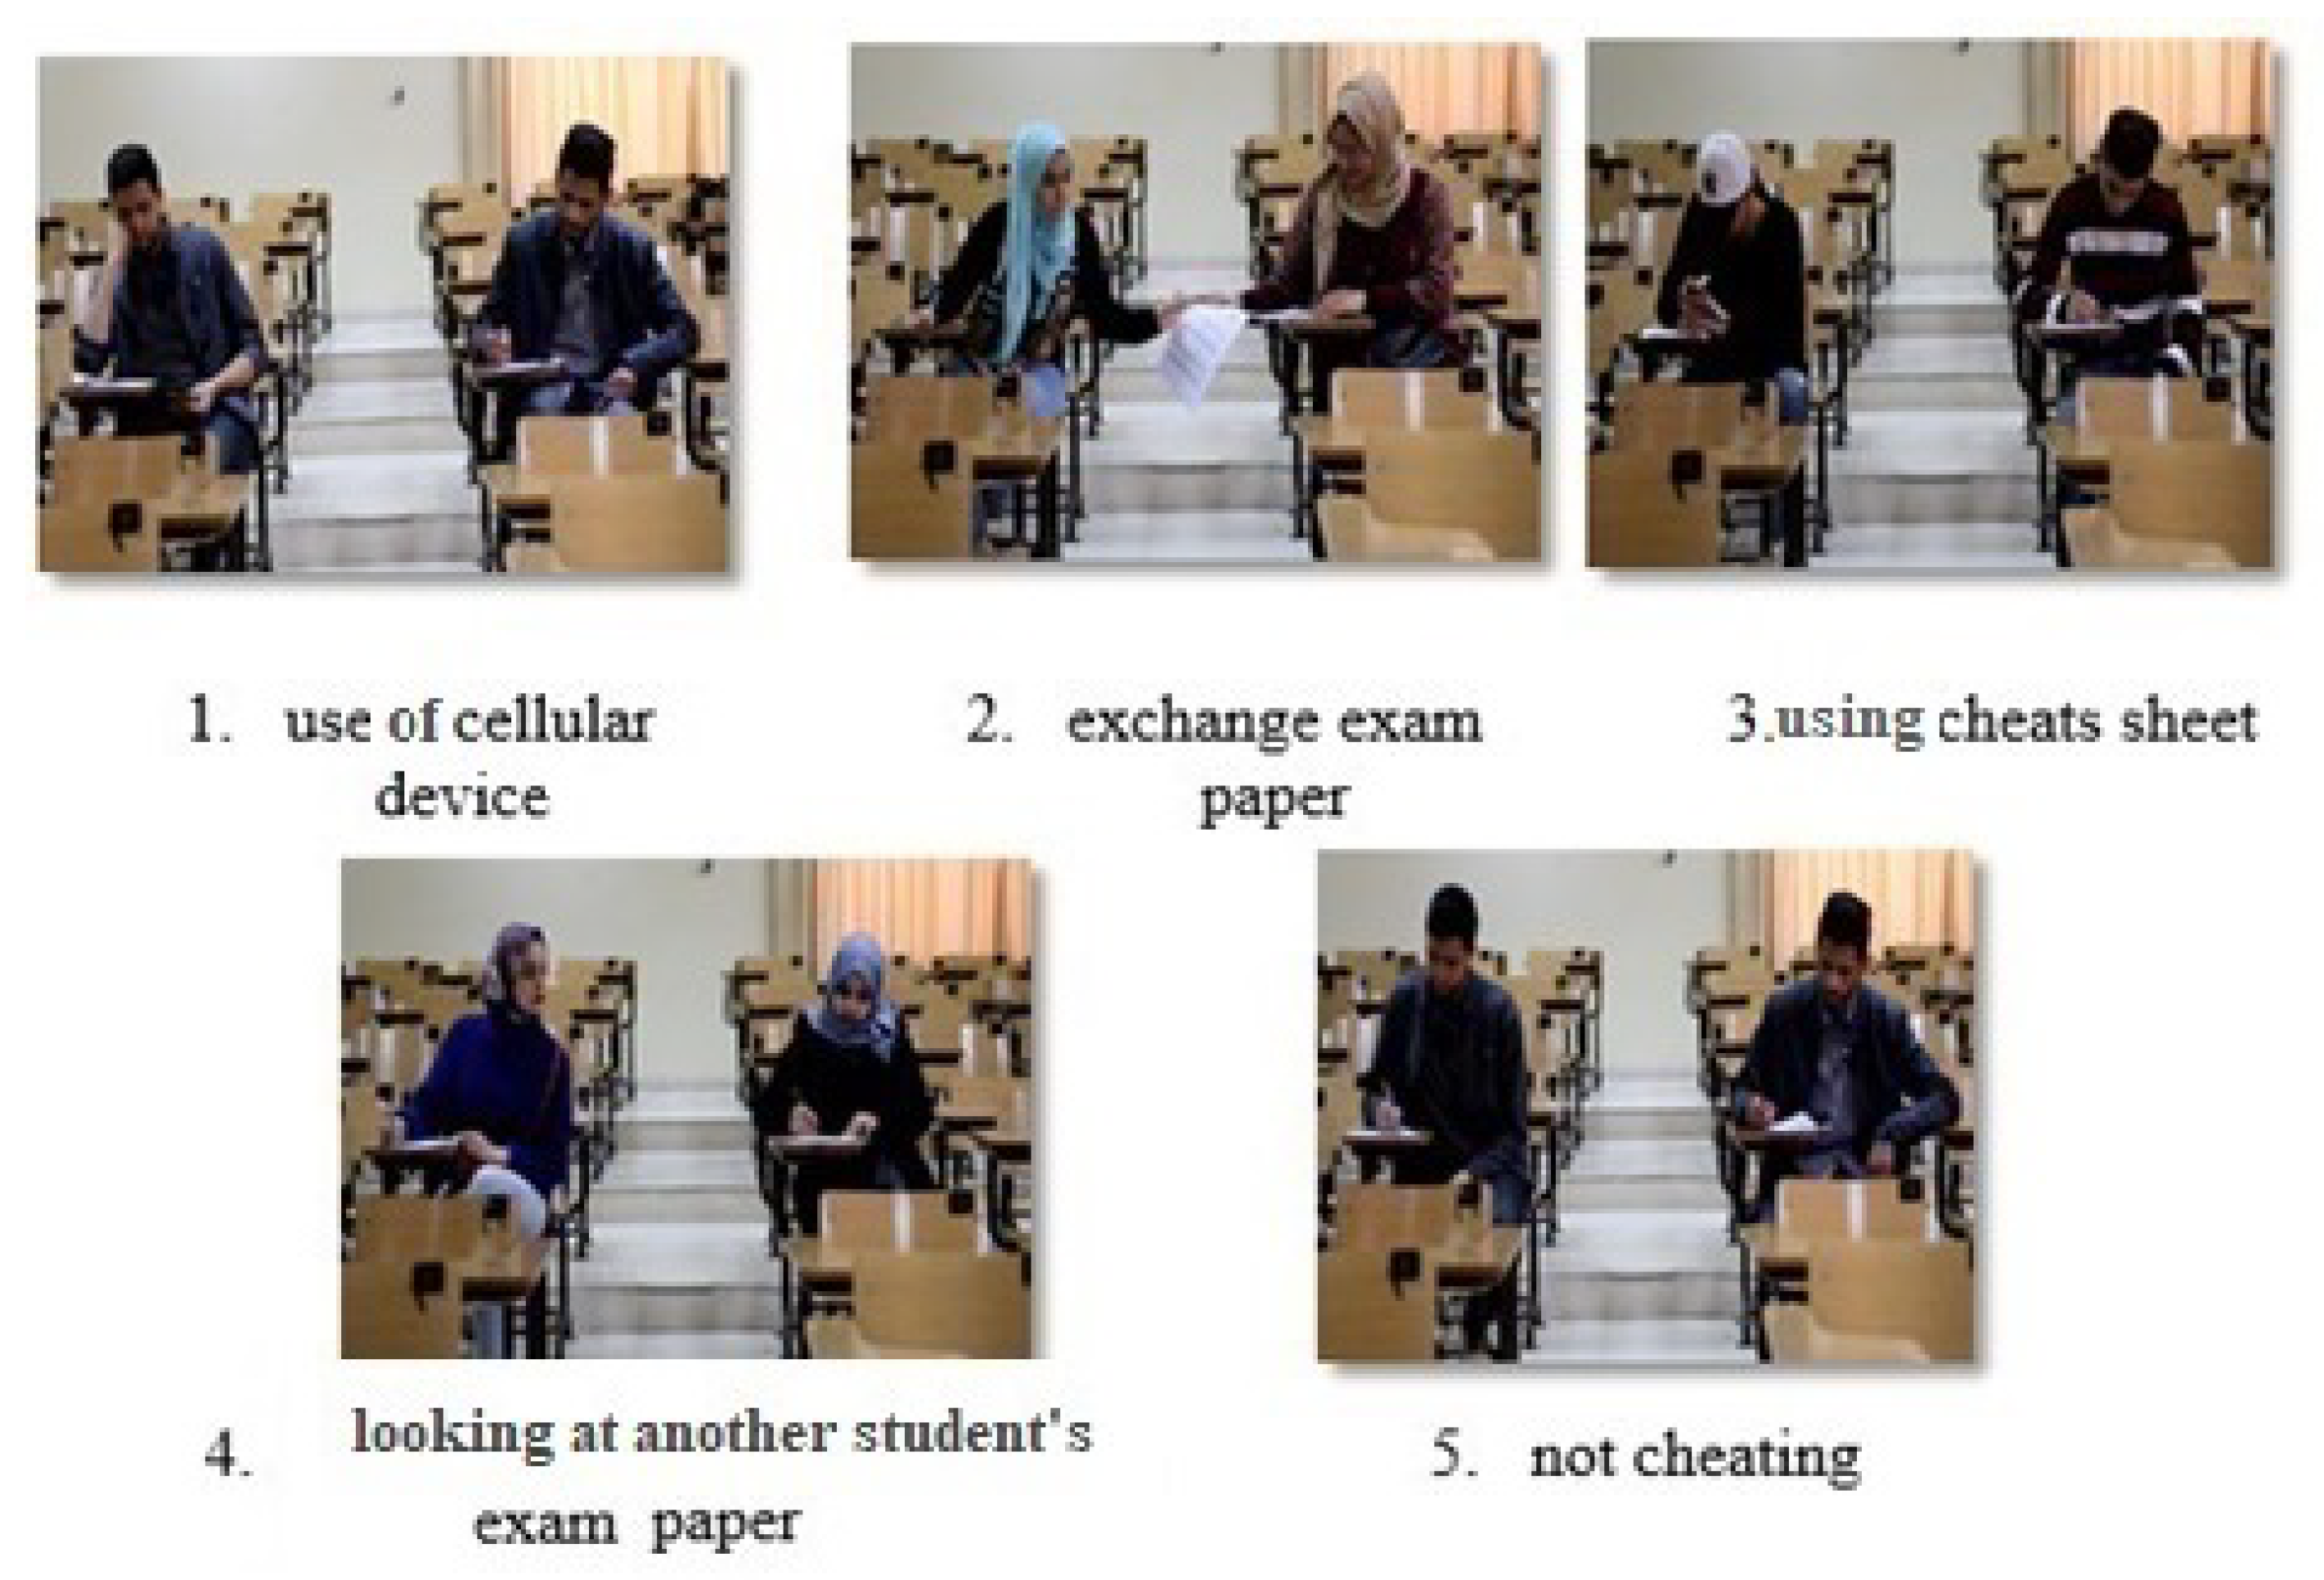 1. use of cellular
device
2. exchange exam
paper
3.using cheats sheet
4. looking at another student's
exam paper
5. not cheating